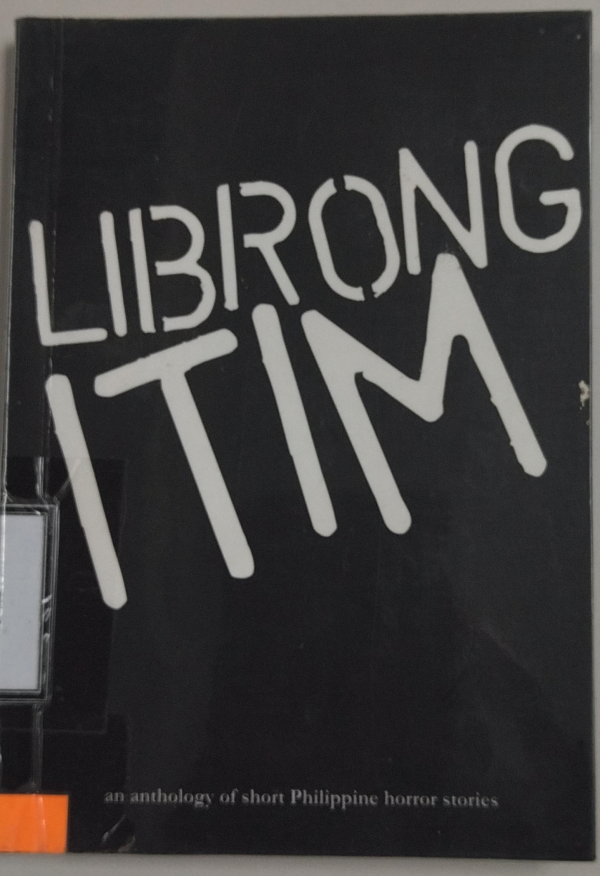 LIBRONG
ITIM
an anthology of short Philippine horror stories